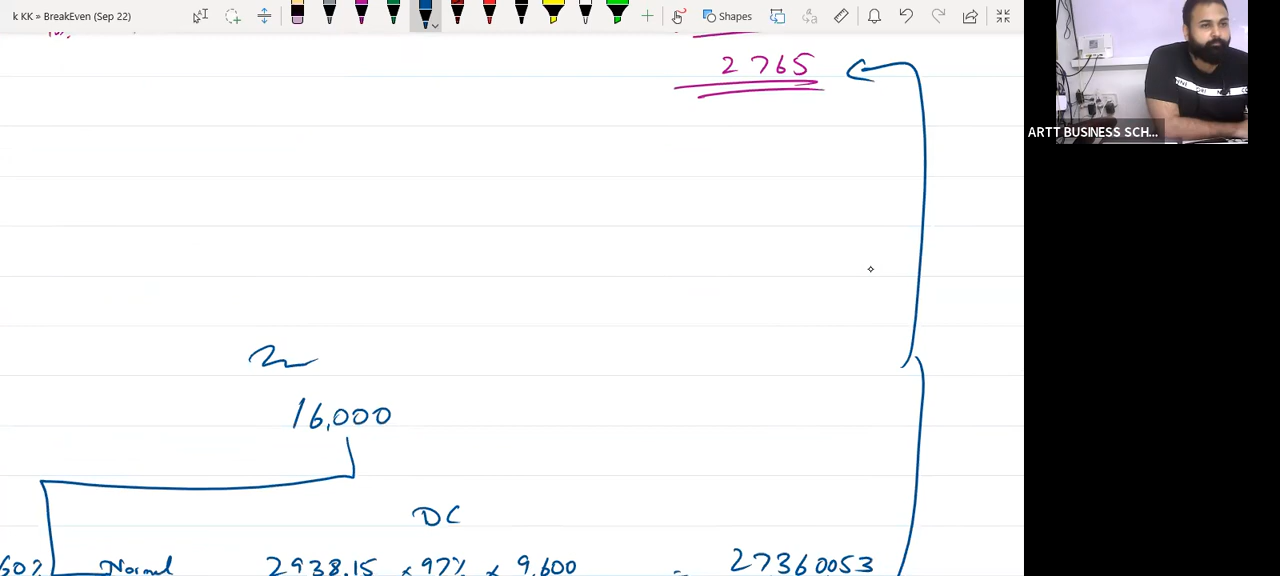 k KK » BreakEven (Sep 22)
Shapes
2765
16,000
DC
60% Normal 2938.15 × 97% × 9,600 = 27360053
ARTT BUSINESS SCH...